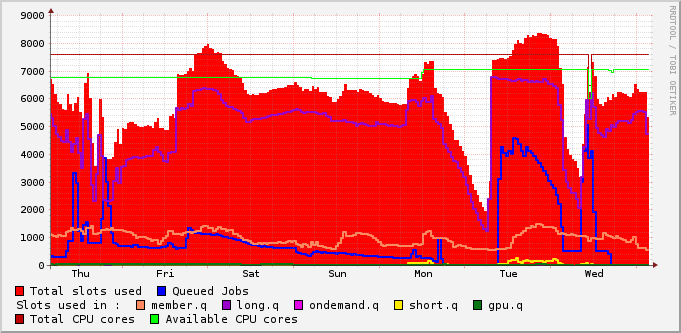 9000
8000
7000
6000
5000
4000
3000
2000
1000
0
Thu Fri Sat Sun Mon Tue Wed
RRDTOOL / TOBI OETIKER
Total slots used Queued Jobs
Slots used in : member.q long.q ondemand.q short.q gpu.q
Total CPU cores Available CPU cores